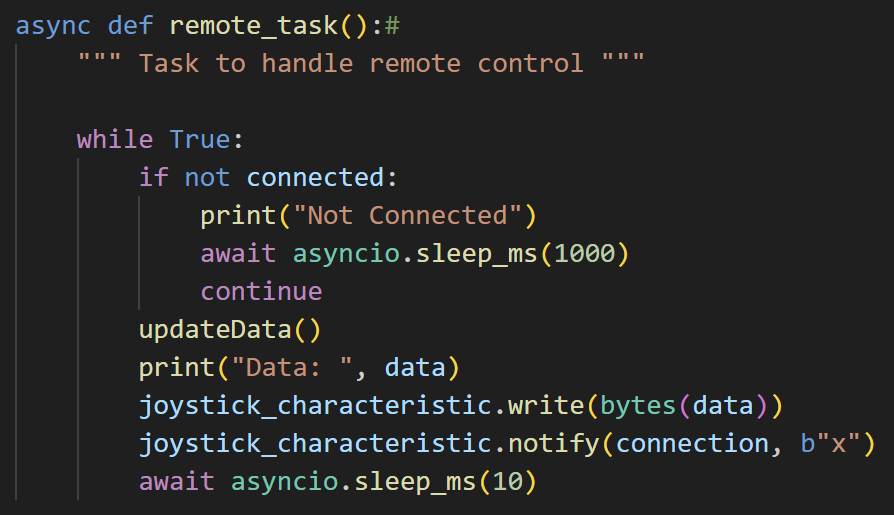 async def remote_task():#
    """ Task to handle remote control """

    while True:
        if not connected:
            print("Not Connected")
            await asyncio.sleep_ms(1000)
            continue
        updateData()
        print("Data: ", data)
        joystick_characteristic.write(bytes(data))
        joystick_characteristic.notify(connection, b"x")
        await asyncio.sleep_ms(10)